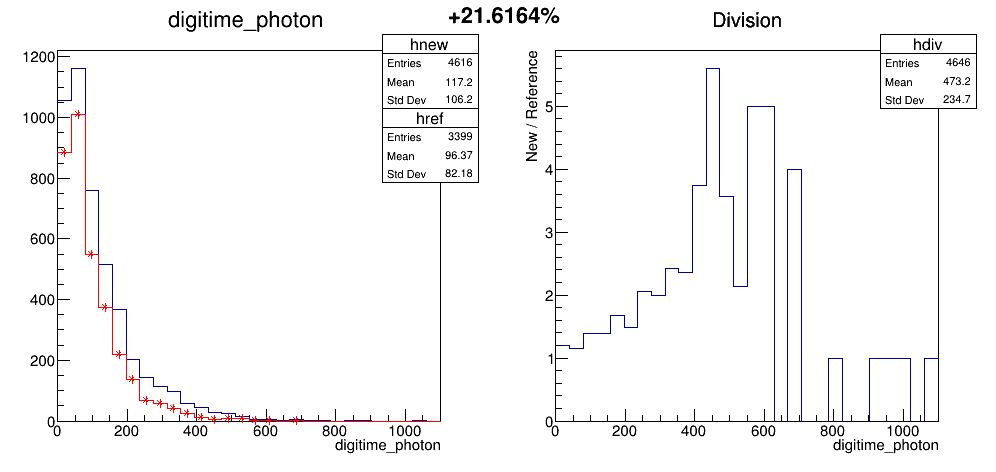 +21.6164%
digitime_photon
hnew
Entries 4616
Mean 117.2
Std Dev 106.2
href
Entries 3399
Mean 96.37
Std Dev 82.18
1200
1000
800
600
400
200
0
0 200 400 600 800 1000
digitime_photon
Division
hdiv
Entries 4646
Mean 473.2
Std Dev 234.7
New / Reference
5
4
3
2
1
0
0 200 400 600 800 1000
digitime_photon